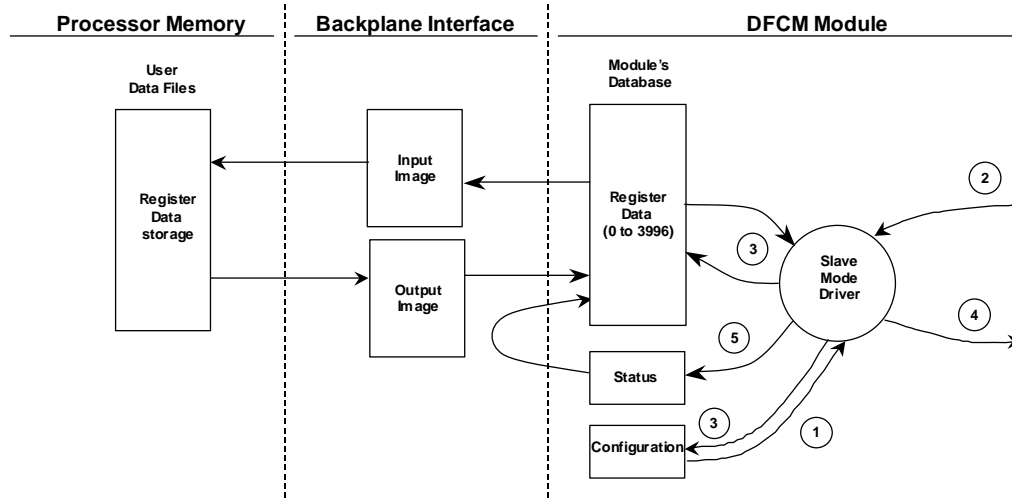 Processor Memory
Backplane Interface
DFCM Module
User
Data Files
Module's
Database
Register
Data
storage
Input
Image
Output
Image
Register
Data
(0 to 3996)
Slave
Mode
Driver
2
3
4
5
Status
3
1
Configuration